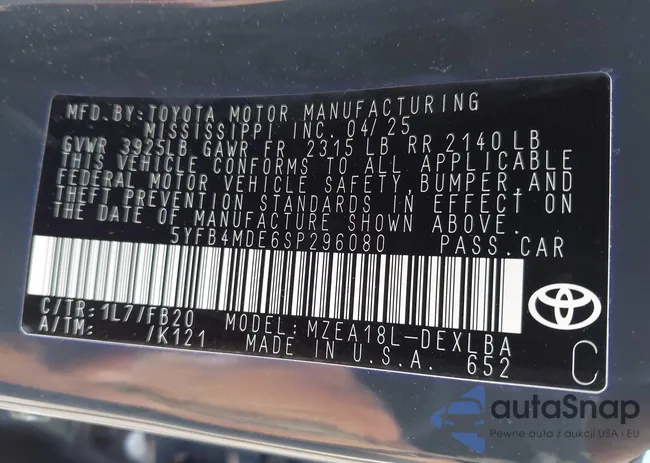 MFD.BY:TOYOTA MOTOR MANUFACTURING
MISSISSIPPI INC. 04/25
GVWR 3925LB GAWR FR 2315 LB RR 2140 LB
THIS VEHICLE CONFORMS TO ALL APPLICABLE
FEDERAL MOTOR VEHICLE SAFETY, BUMPER, AND
THEFT PREVENTION STANDARDS IN EFFECT ON
THE DATE OF MANUFACTURE SHOWN ABOVE.
5YFB4MDE6SP296080 PASS.CAR
C/TR:1L7/FB20 MODEL:MZEA18L-DEXLBA
A/TM: /K121 MADE IN U.S.A. 652
C
autaSnap
Pewne auta z aukcji USA i EU